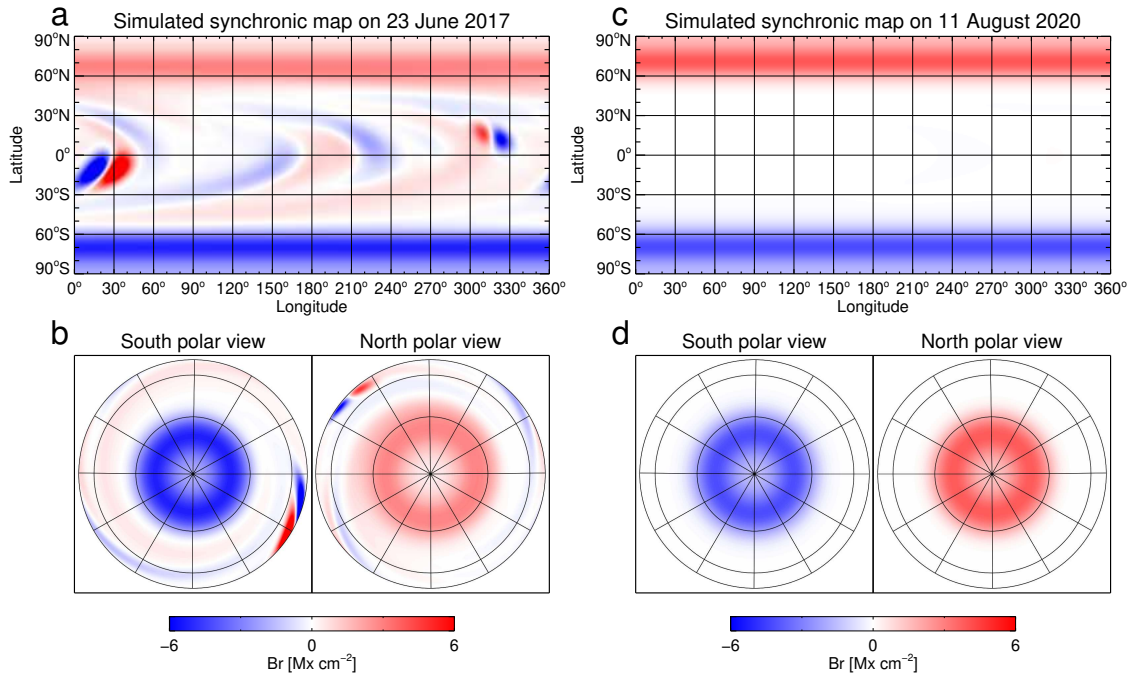 a Simulated synchronic map on 23 June 2017
90°N
60°N
30°N
0°
30°S
60°S
90°S
Latitude
0° 30° 60° 90° 120° 150° 180° 210° 240° 270° 300° 330° 360°
Longitude
b South polar view North polar view
−6 0 6
Br [Mx cm⁻²]
c Simulated synchronic map on 11 August 2020
90°N
60°N
30°N
0°
30°S
60°S
90°S
Latitude
0° 30° 60° 90° 120° 150° 180° 210° 240° 270° 300° 330° 360°
Longitude
d South polar view North polar view
−6 0 6
Br [Mx cm⁻²]